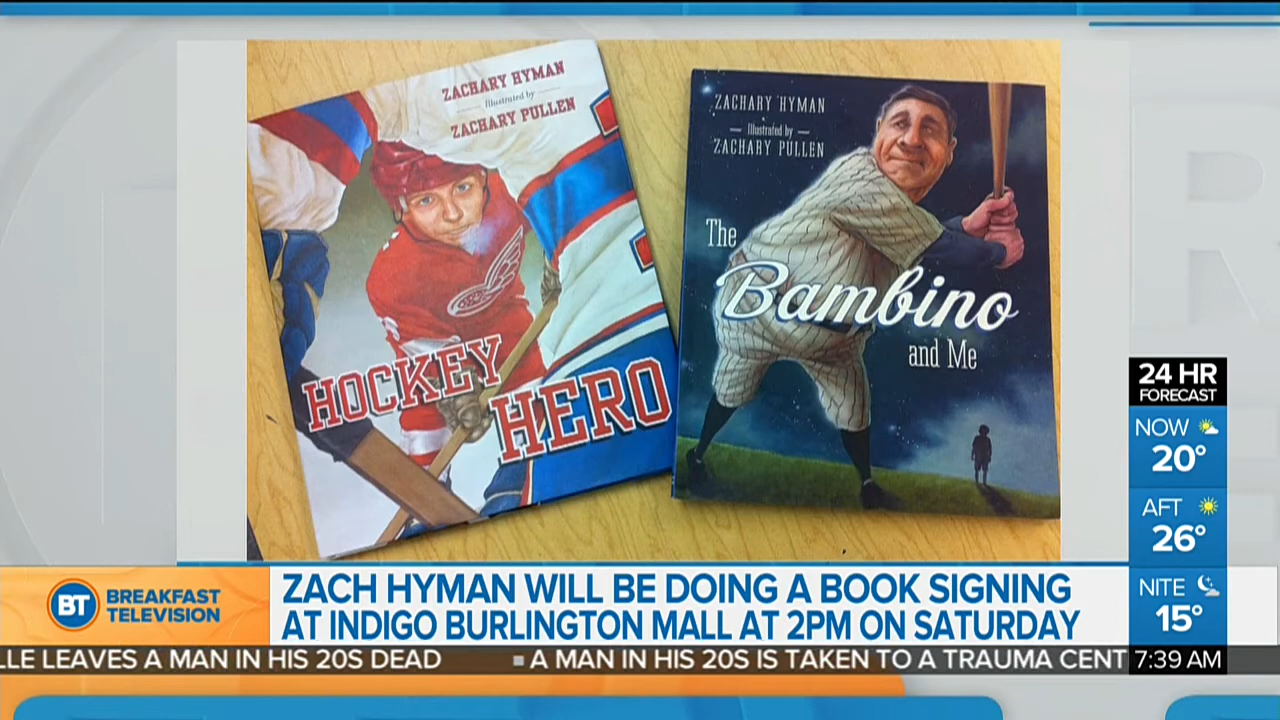 ZACHARY HYMAN
Illustrated by
ZACHARY PULLEN
HOCKEY
HERO
ZACHARY HYMAN
Illustrated by
ZACHARY PULLEN
The
Bambino
and Me
24 HR
FORECAST
NOW
20°
AFT
26°
NITE
15°
BT BREAKFAST
TELEVISION
ZACH HYMAN WILL BE DOING A BOOK SIGNING
AT INDIGO BURLINGTON MALL AT 2PM ON SATURDAY
LLE LEAVES A MAN IN HIS 20S DEAD ■ A MAN IN HIS 20S IS TAKEN TO A TRAUMA CENT
7:39 AM